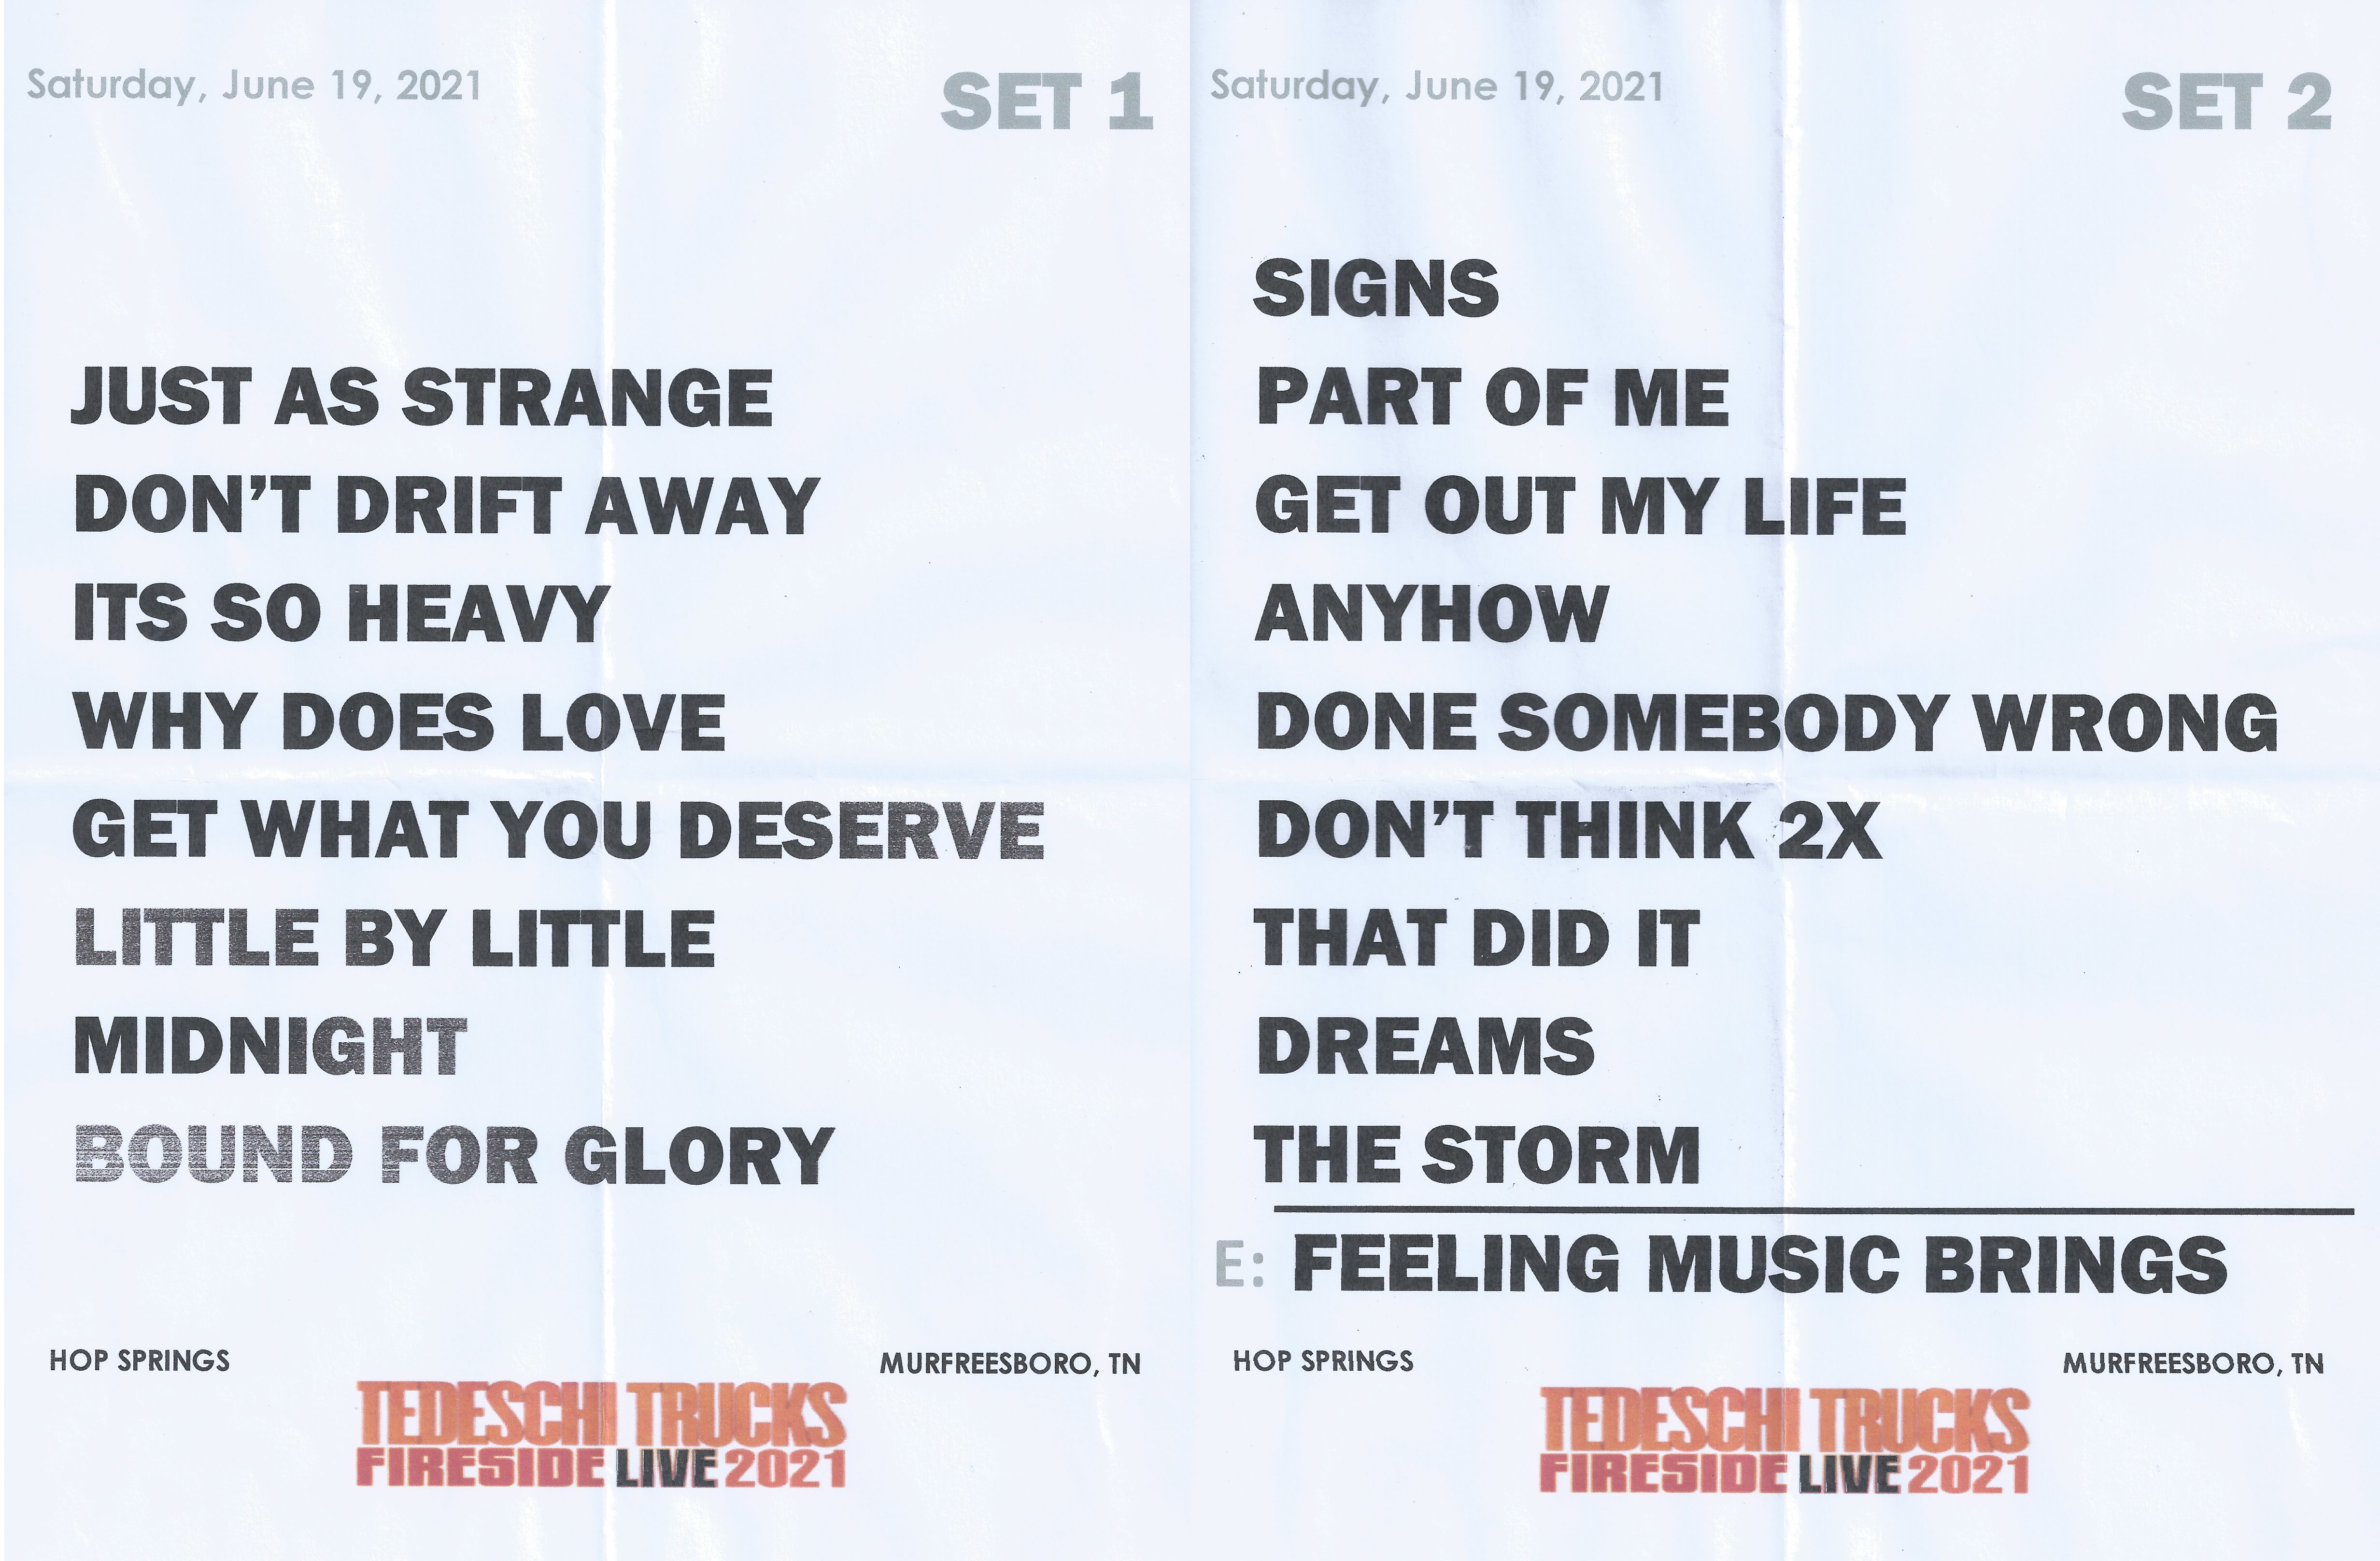 Saturday, June 19, 2021
SET 1
JUST AS STRANGE
DON'T DRIFT AWAY
ITS SO HEAVY
WHY DOES LOVE
GET WHAT YOU DESERVE
LITTLE BY LITTLE
MIDNIGHT
BOUND FOR GLORY
HOP SPRINGS
MURFREESBORO, TN
TEDESCHI TRUCKS
FIRESIDE LIVE 2021
Saturday, June 19, 2021
SET 2
SIGNS
PART OF ME
GET OUT MY LIFE
ANYHOW
DONE SOMEBODY WRONG
DON'T THINK 2X
THAT DID IT
DREAMS
THE STORM
E: FEELING MUSIC BRINGS
HOP SPRINGS
MURFREESBORO, TN
TEDESCHI TRUCKS
FIRESIDE LIVE 2021